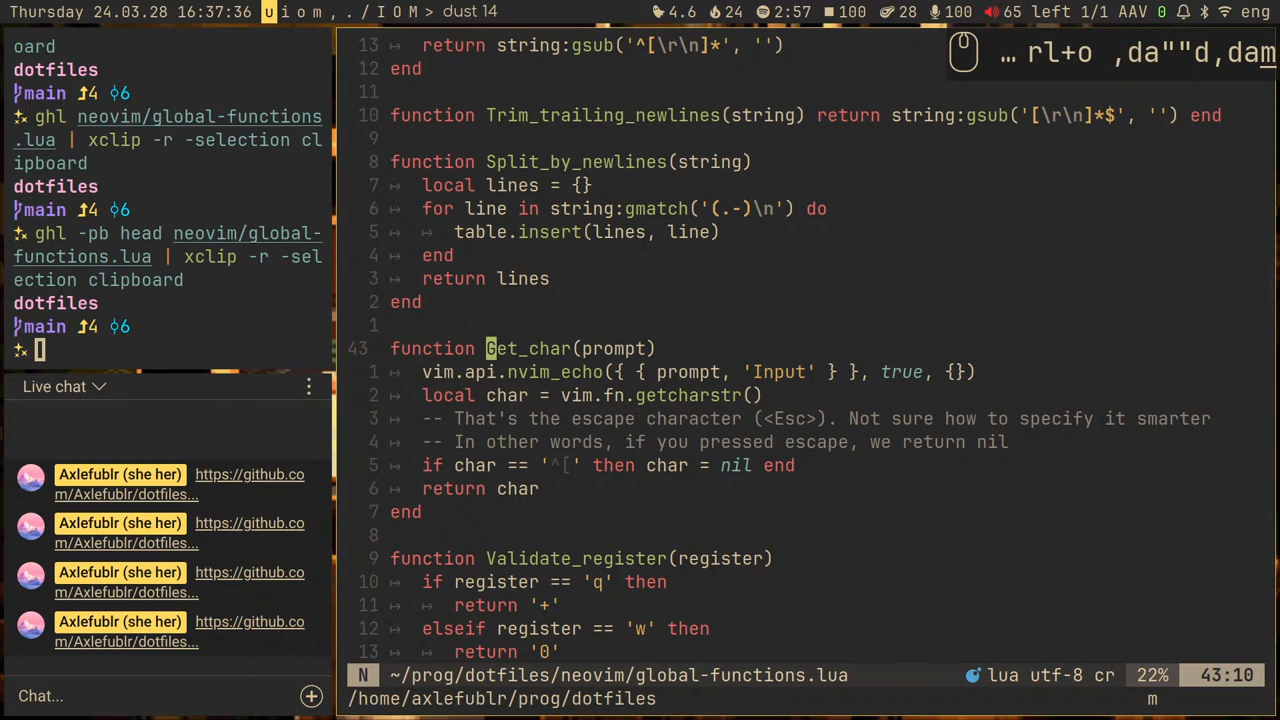 Thursday 24.03.28 16:37:36 u i o m , . / I O M > dust 14 4.6 24 2:57 100 28 100 65 left 1/1 AAV 0 eng
oard
dotfiles
main 4 6
ghl neovim/global-functions
.lua | xclip -r -selection cl
ipboard
dotfiles
main 4 6
ghl -pb head neovim/global-
functions.lua | xclip -r -sel
ection clipboard
dotfiles
main 4 6
Live chat
Axlefublr (she her) https://github.co
m/Axlefublr/dotfiles...
Axlefublr (she her) https://github.co
m/Axlefublr/dotfiles...
Axlefublr (she her) https://github.co
m/Axlefublr/dotfiles...
Axlefublr (she her) https://github.co
m/Axlefublr/dotfiles...
Chat...
… rl+o ,da""d,dam
13 return string:gsub('^[\r\n]*', '')
12 end
11
10 function Trim_trailing_newlines(string) return string:gsub('[\r\n]*$', '') end
9
8 function Split_by_newlines(string)
7 local lines = {}
6 for line in string:gmatch('(.-)\n') do
5 table.insert(lines, line)
4 end
3 return lines
2 end
1
43 function Get_char(prompt)
1 vim.api.nvim_echo({ { prompt, 'Input' } }, true, {})
2 local char = vim.fn.getcharstr()
3 -- That's the escape character (<Esc>). Not sure how to specify it smarter
4 -- In other words, if you pressed escape, we return nil
5 if char == '^[' then char = nil end
6 return char
7 end
8
9 function Validate_register(register)
10 if register == 'q' then
11 return '+'
12 elseif register == 'w' then
13 return '0'
N ~/prog/dotfiles/neovim/global-functions.lua lua utf-8 cr 22% 43:10
/home/axlefublr/prog/dotfiles m